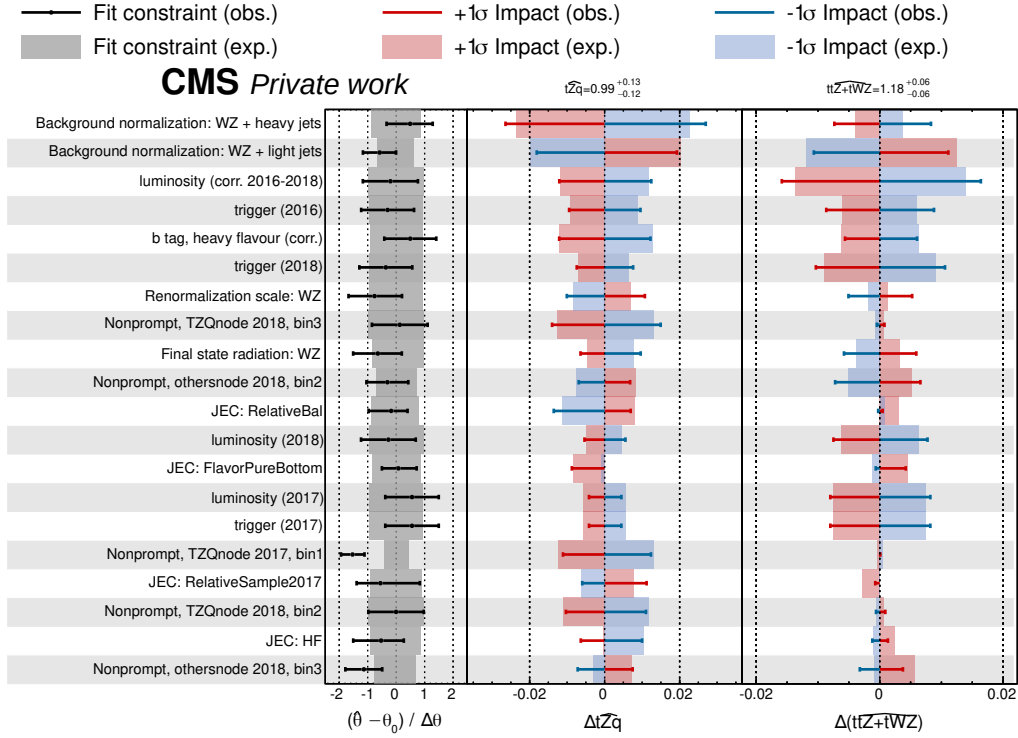 Fit constraint (obs.) +1σ Impact (obs.) -1σ Impact (obs.)
Fit constraint (exp.) +1σ Impact (exp.) -1σ Impact (exp.)
CMS Private work
t͡Zq=0.99 +0.13 -0.12
tt͡Z+tWZ=1.18 +0.06 -0.06
Background normalization: WZ + heavy jets
Background normalization: WZ + light jets
luminosity (corr. 2016-2018)
trigger (2016)
b tag, heavy flavour (corr.)
trigger (2018)
Renormalization scale: WZ
Nonprompt, TZQnode 2018, bin3
Final state radiation: WZ
Nonprompt, othersnode 2018, bin2
JEC: RelativeBal
luminosity (2018)
JEC: FlavorPureBottom
luminosity (2017)
trigger (2017)
Nonprompt, TZQnode 2017, bin1
JEC: RelativeSample2017
Nonprompt, TZQnode 2018, bin2
JEC: HF
Nonprompt, othersnode 2018, bin3
-2 -1 0 1 2 -0.02 0 0.02 -0.02 0 0.02
(θ̂ - θ₀) / Δθ Δt͡Zq Δ(tt͡Z+tWZ)